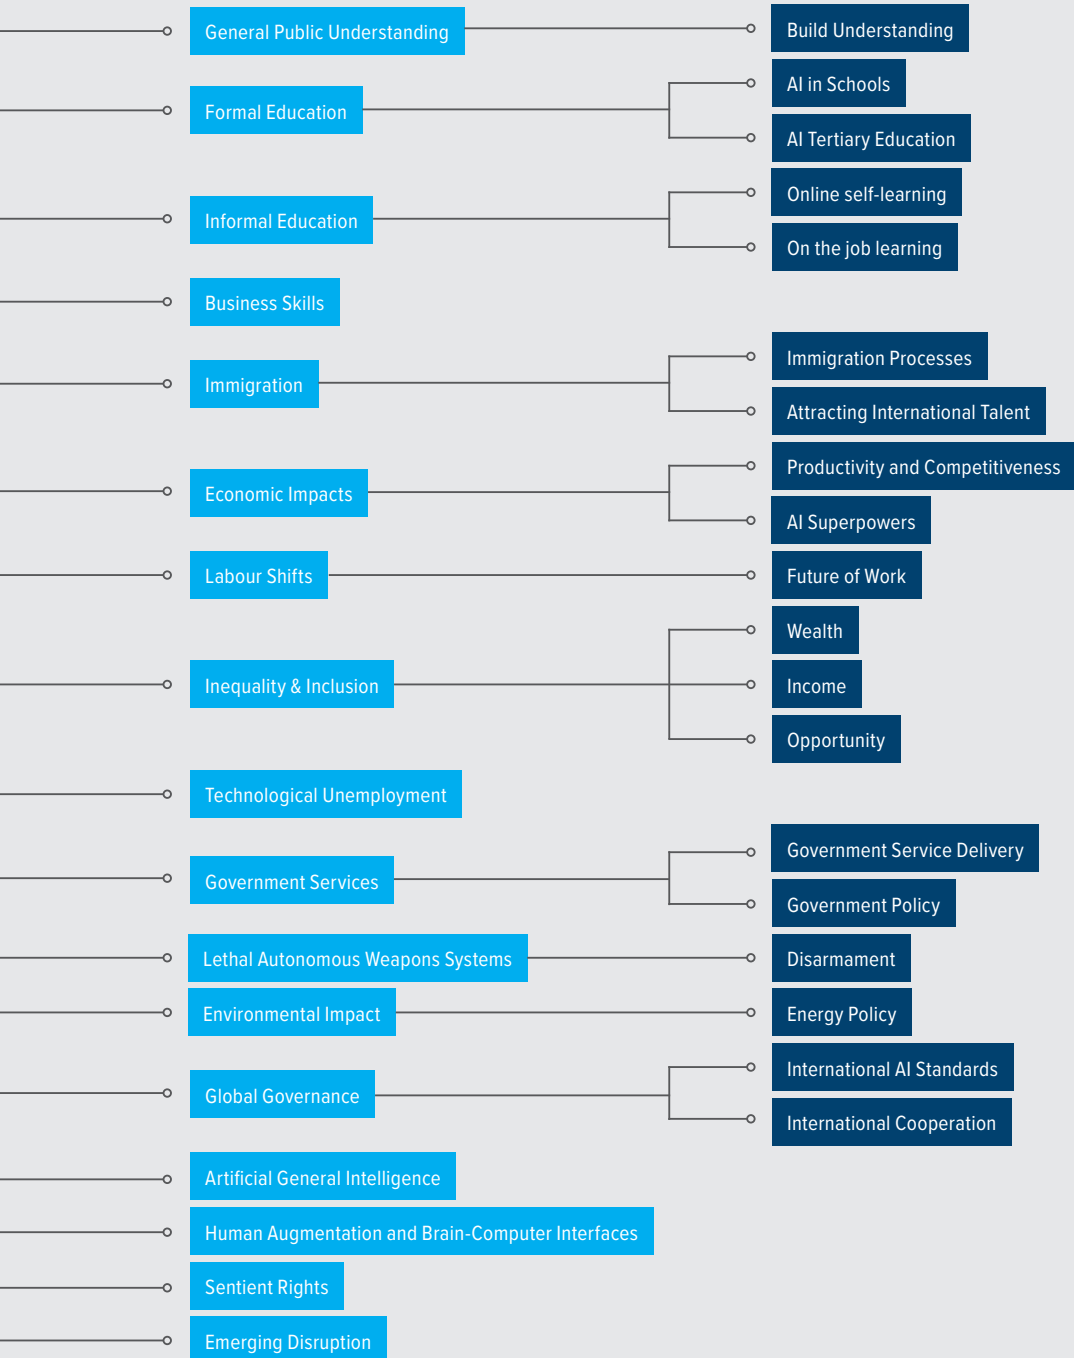 General Public Understanding
Build Understanding
Formal Education
AI in Schools
AI Tertiary Education
Informal Education
Online self-learning
On the job learning
Business Skills
Immigration
Immigration Processes
Attracting International Talent
Economic Impacts
Productivity and Competitiveness
AI Superpowers
Labour Shifts
Future of Work
Inequality & Inclusion
Wealth
Income
Opportunity
Technological Unemployment
Government Services
Government Service Delivery
Government Policy
Lethal Autonomous Weapons Systems
Disarmament
Environmental Impact
Energy Policy
Global Governance
International AI Standards
International Cooperation
Artificial General Intelligence
Human Augmentation and Brain-Computer Interfaces
Sentient Rights
Emerging Disruption